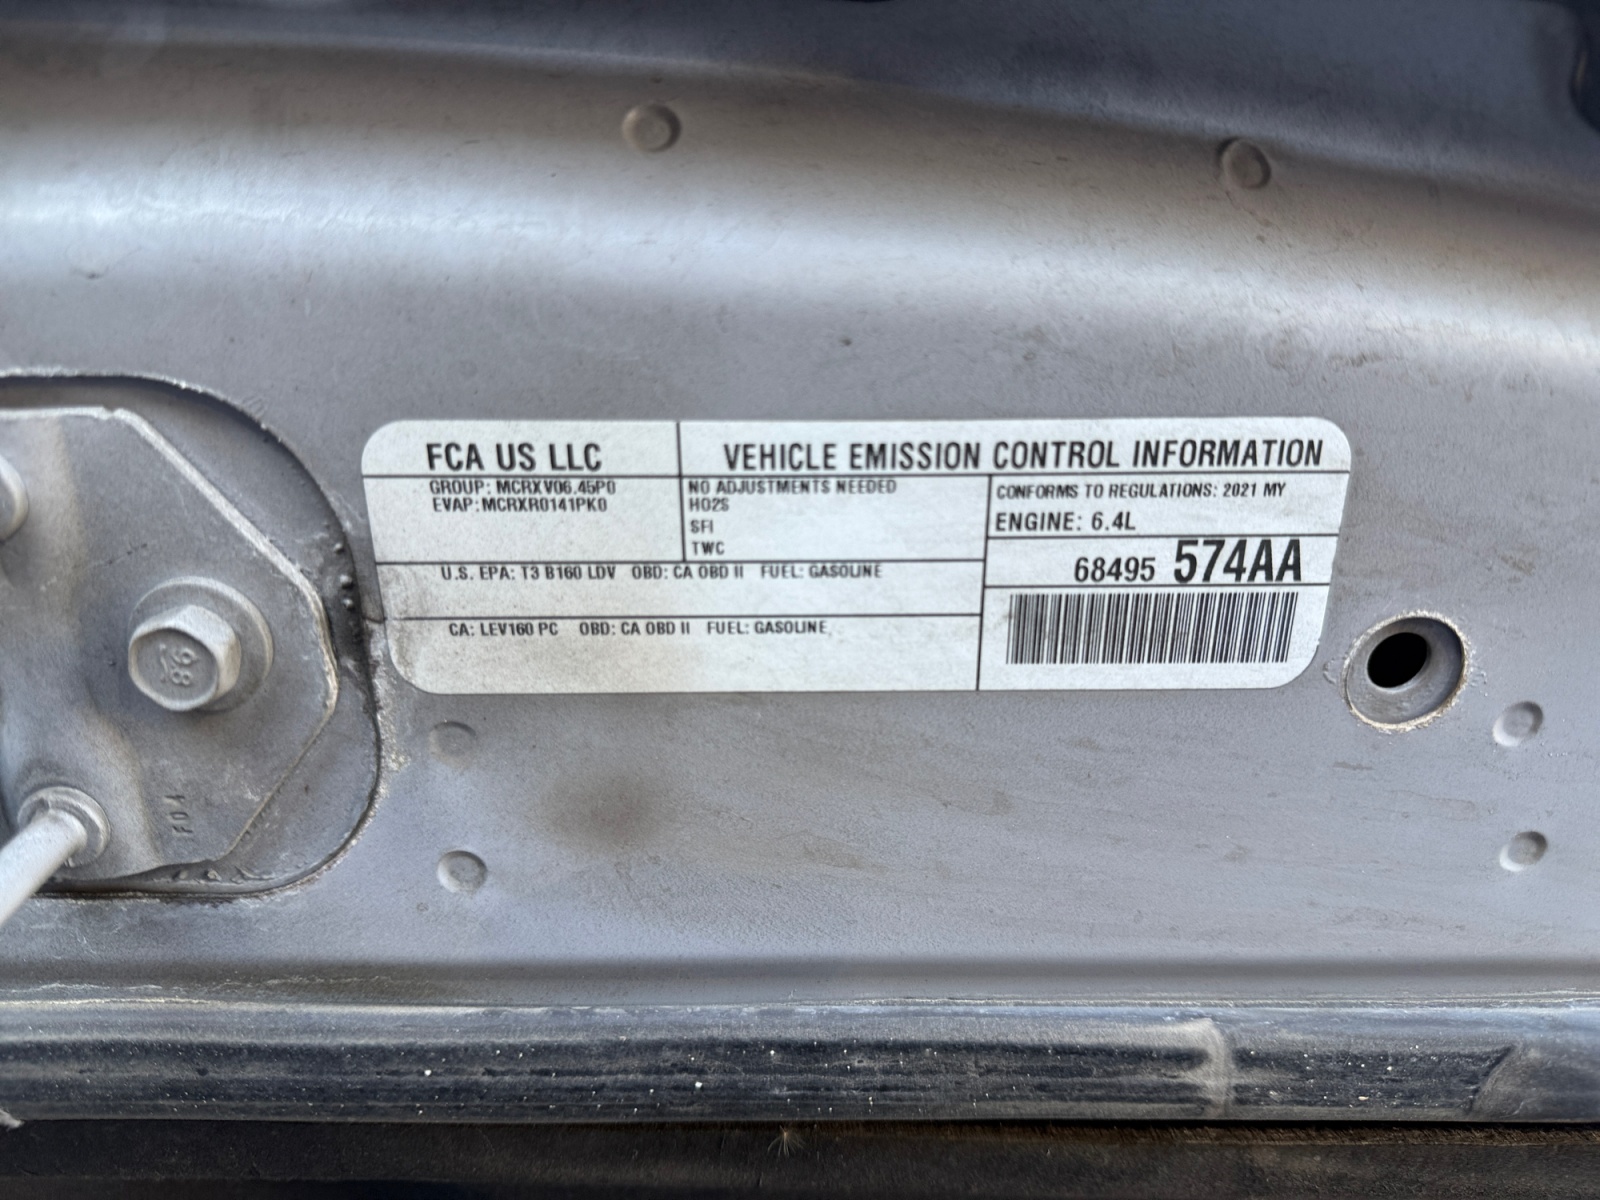 FCA US LLC
VEHICLE EMISSION CONTROL INFORMATION
GROUP: MCRXV06.45P0
EVAP: MCRXR0141PK0
NO ADJUSTMENTS NEEDED
HO2S
SFI
TWC
CONFORMS TO REGULATIONS: 2021 MY
ENGINE: 6.4L
68495 574AA
U.S. EPA: T3 B160 LDV OBD: CA OBD II FUEL: GASOLINE
CA: LEV160 PC OBD: CA OBD II FUEL: GASOLINE
98
F04